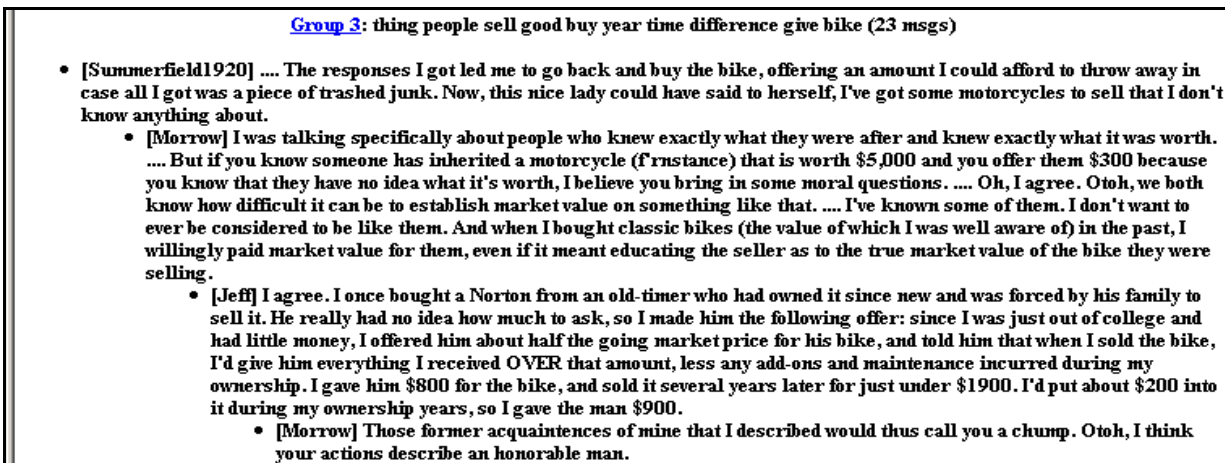 Group 3: thing people sell good buy year time difference give bike (23 msgs)
• [Summerfield1920] .... The responses I got led me to go back and buy the bike, offering an amount I could afford to throw away in
case all I got was a piece of trashed junk. Now, this nice lady could have said to herself, I've got some motorcycles to sell that I don't
know anything about.
• [Morrow] I was talking specifically about people who knew exactly what they were after and knew exactly what it was worth.
.... But if you know someone has inherited a motorcycle (f'rnstance) that is worth $5,000 and you offer them $300 because
you know that they have no idea what it's worth, I believe you bring in some moral questions. .... Oh, I agree. Otoh, we both
know how difficult it can be to establish market value on something like that. .... I've known some of them. I don't want to
ever be considered to be like them. And when I bought classic bikes (the value of which I was well aware of) in the past, I
willingly paid market value for them, even if it meant educating the seller as to the true market value of the bike they were
selling.
• [Jeff] I agree. I once bought a Norton from an old-timer who had owned it since new and was forced by his family to
sell it. He really had no idea how much to ask, so I made him the following offer: since I was just out of college and
had little money, I offered him about half the going market price for his bike, and told him that when I sold the bike,
I'd give him everything I received OVER that amount, less any add-ons and maintenance incurred during my
ownership. I gave him $800 for the bike, and sold it several years later for just under $1900. I'd put about $200 into
it during my ownership years, so I gave the man $900.
• [Morrow] Those former acquaintences of mine that I described would thus call you a chump. Otoh, I think
your actions describe an honorable man.